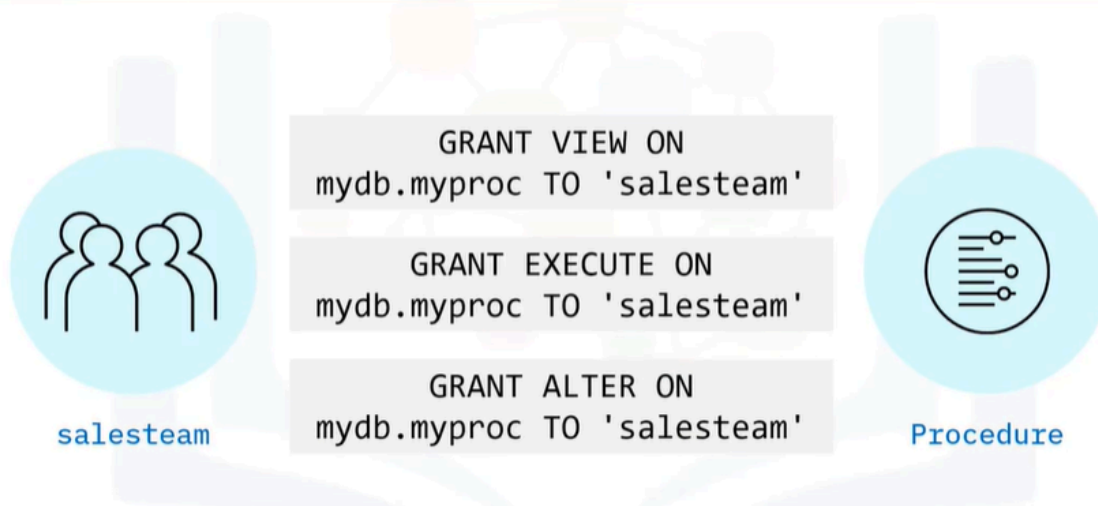 GRANT VIEW ON
mydb.myproc TO 'salesteam'
GRANT EXECUTE ON
mydb.myproc TO 'salesteam'
GRANT ALTER ON
mydb.myproc TO 'salesteam'
salesteam
Procedure